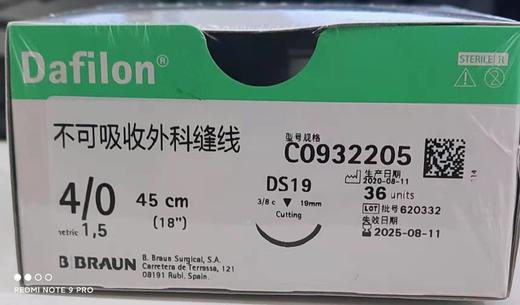 Dafilon®
STERILE R
不可吸收外科缝线
型号规格
C0932205
4/0 45 cm
(18")
metric 1,5
DS19
3/8 c 19mm
Cutting
生产日期
2020-08-11
36 units
LOT 批号 620332
失效日期
2025-08-11
114
B BRAUN
B. Braun Surgical, S.A.
Carretera de Terrassa, 121
08191 Rubí. Spain.
REDMI NOTE 9 PRO